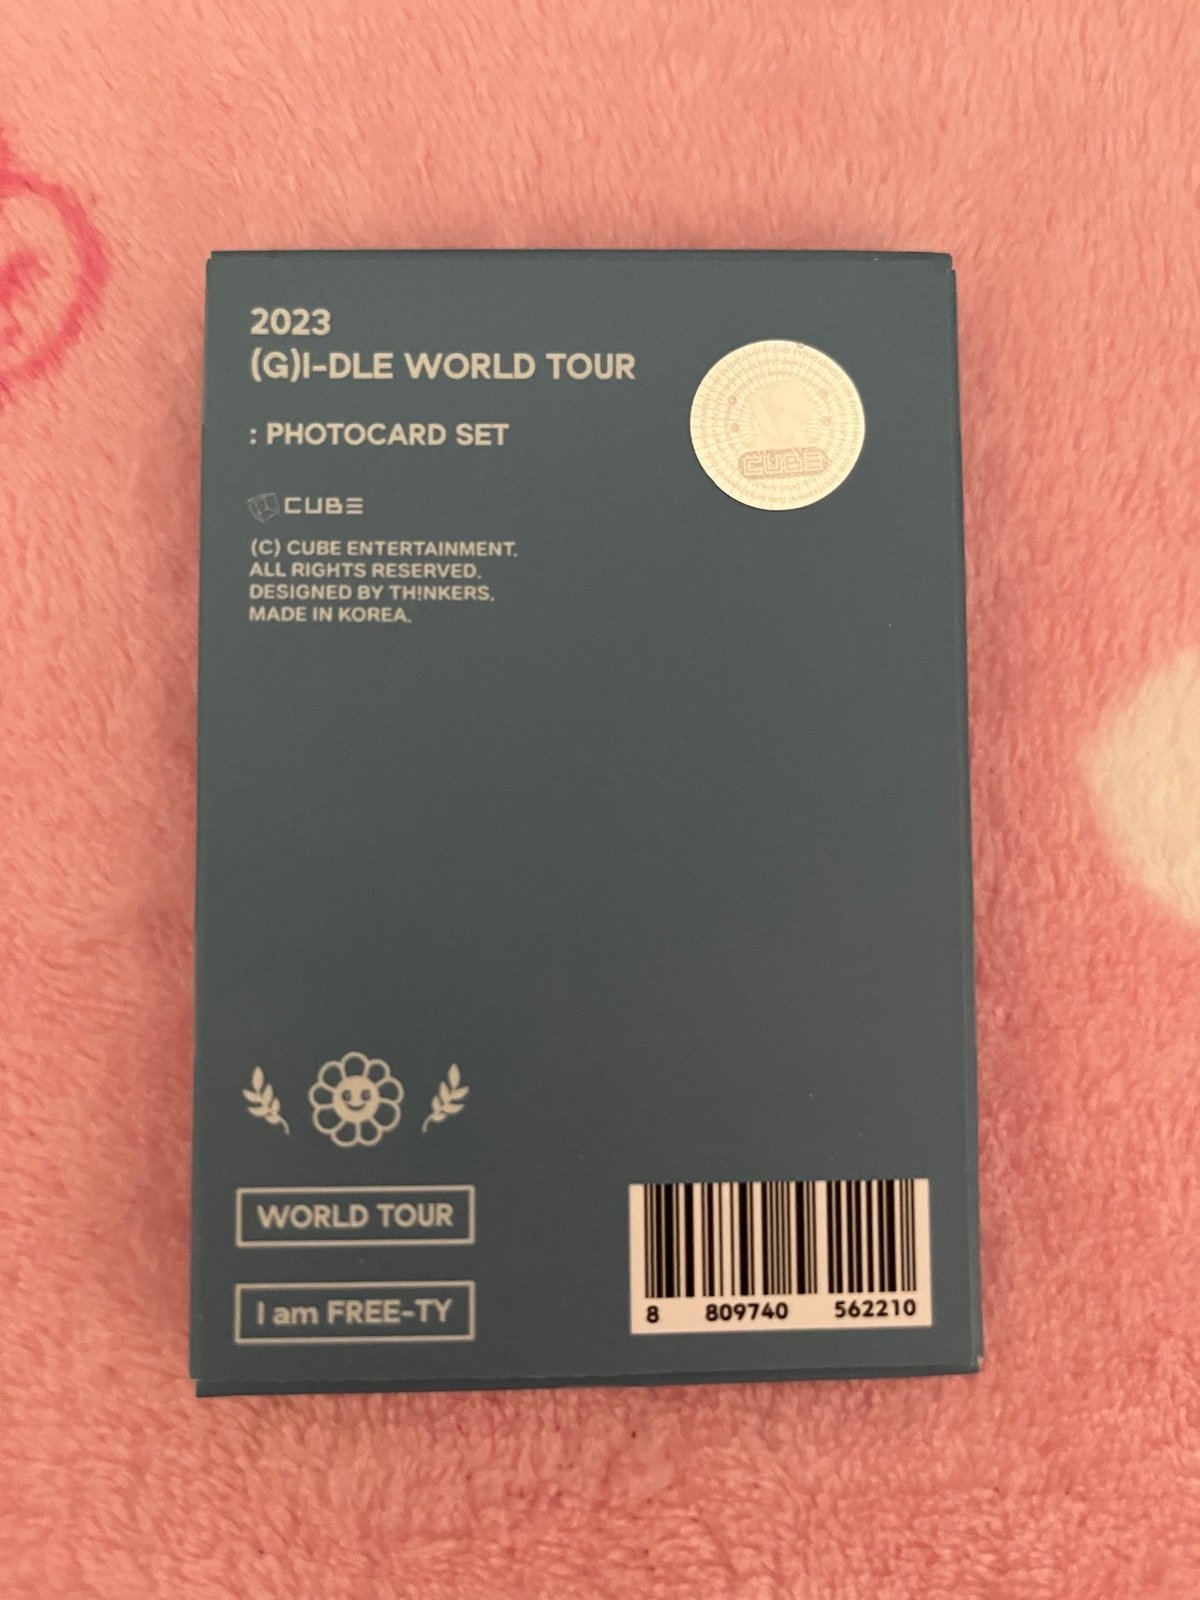 2023
(G)I-DLE WORLD TOUR
: PHOTOCARD SET
CUBE
(C) CUBE ENTERTAINMENT.
ALL RIGHTS RESERVED.
DESIGNED BY TH!NKERS.
MADE IN KOREA.
CUBE
WORLD TOUR
I am FREE-TY
8 809740 562210